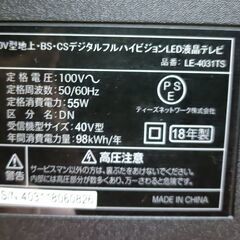 0V型地上・BS・CSデジタルフルハイビジョンLED液晶テレビ
品番：LE-4031TS
定格電圧：100V〜
定格周波数：50/60Hz
定格消費電力：55W
区分：DN
受信機型サイズ：40V型
年間消費電力：98kWh/年
PSE
ティーズネットワーク株式会社
18年製
高圧注意
サービスマン以外の方は、裏ぶたをあけないでください。
内部には高電圧部分が数多くあり、万一さわると危険です。
MADE IN CHINA